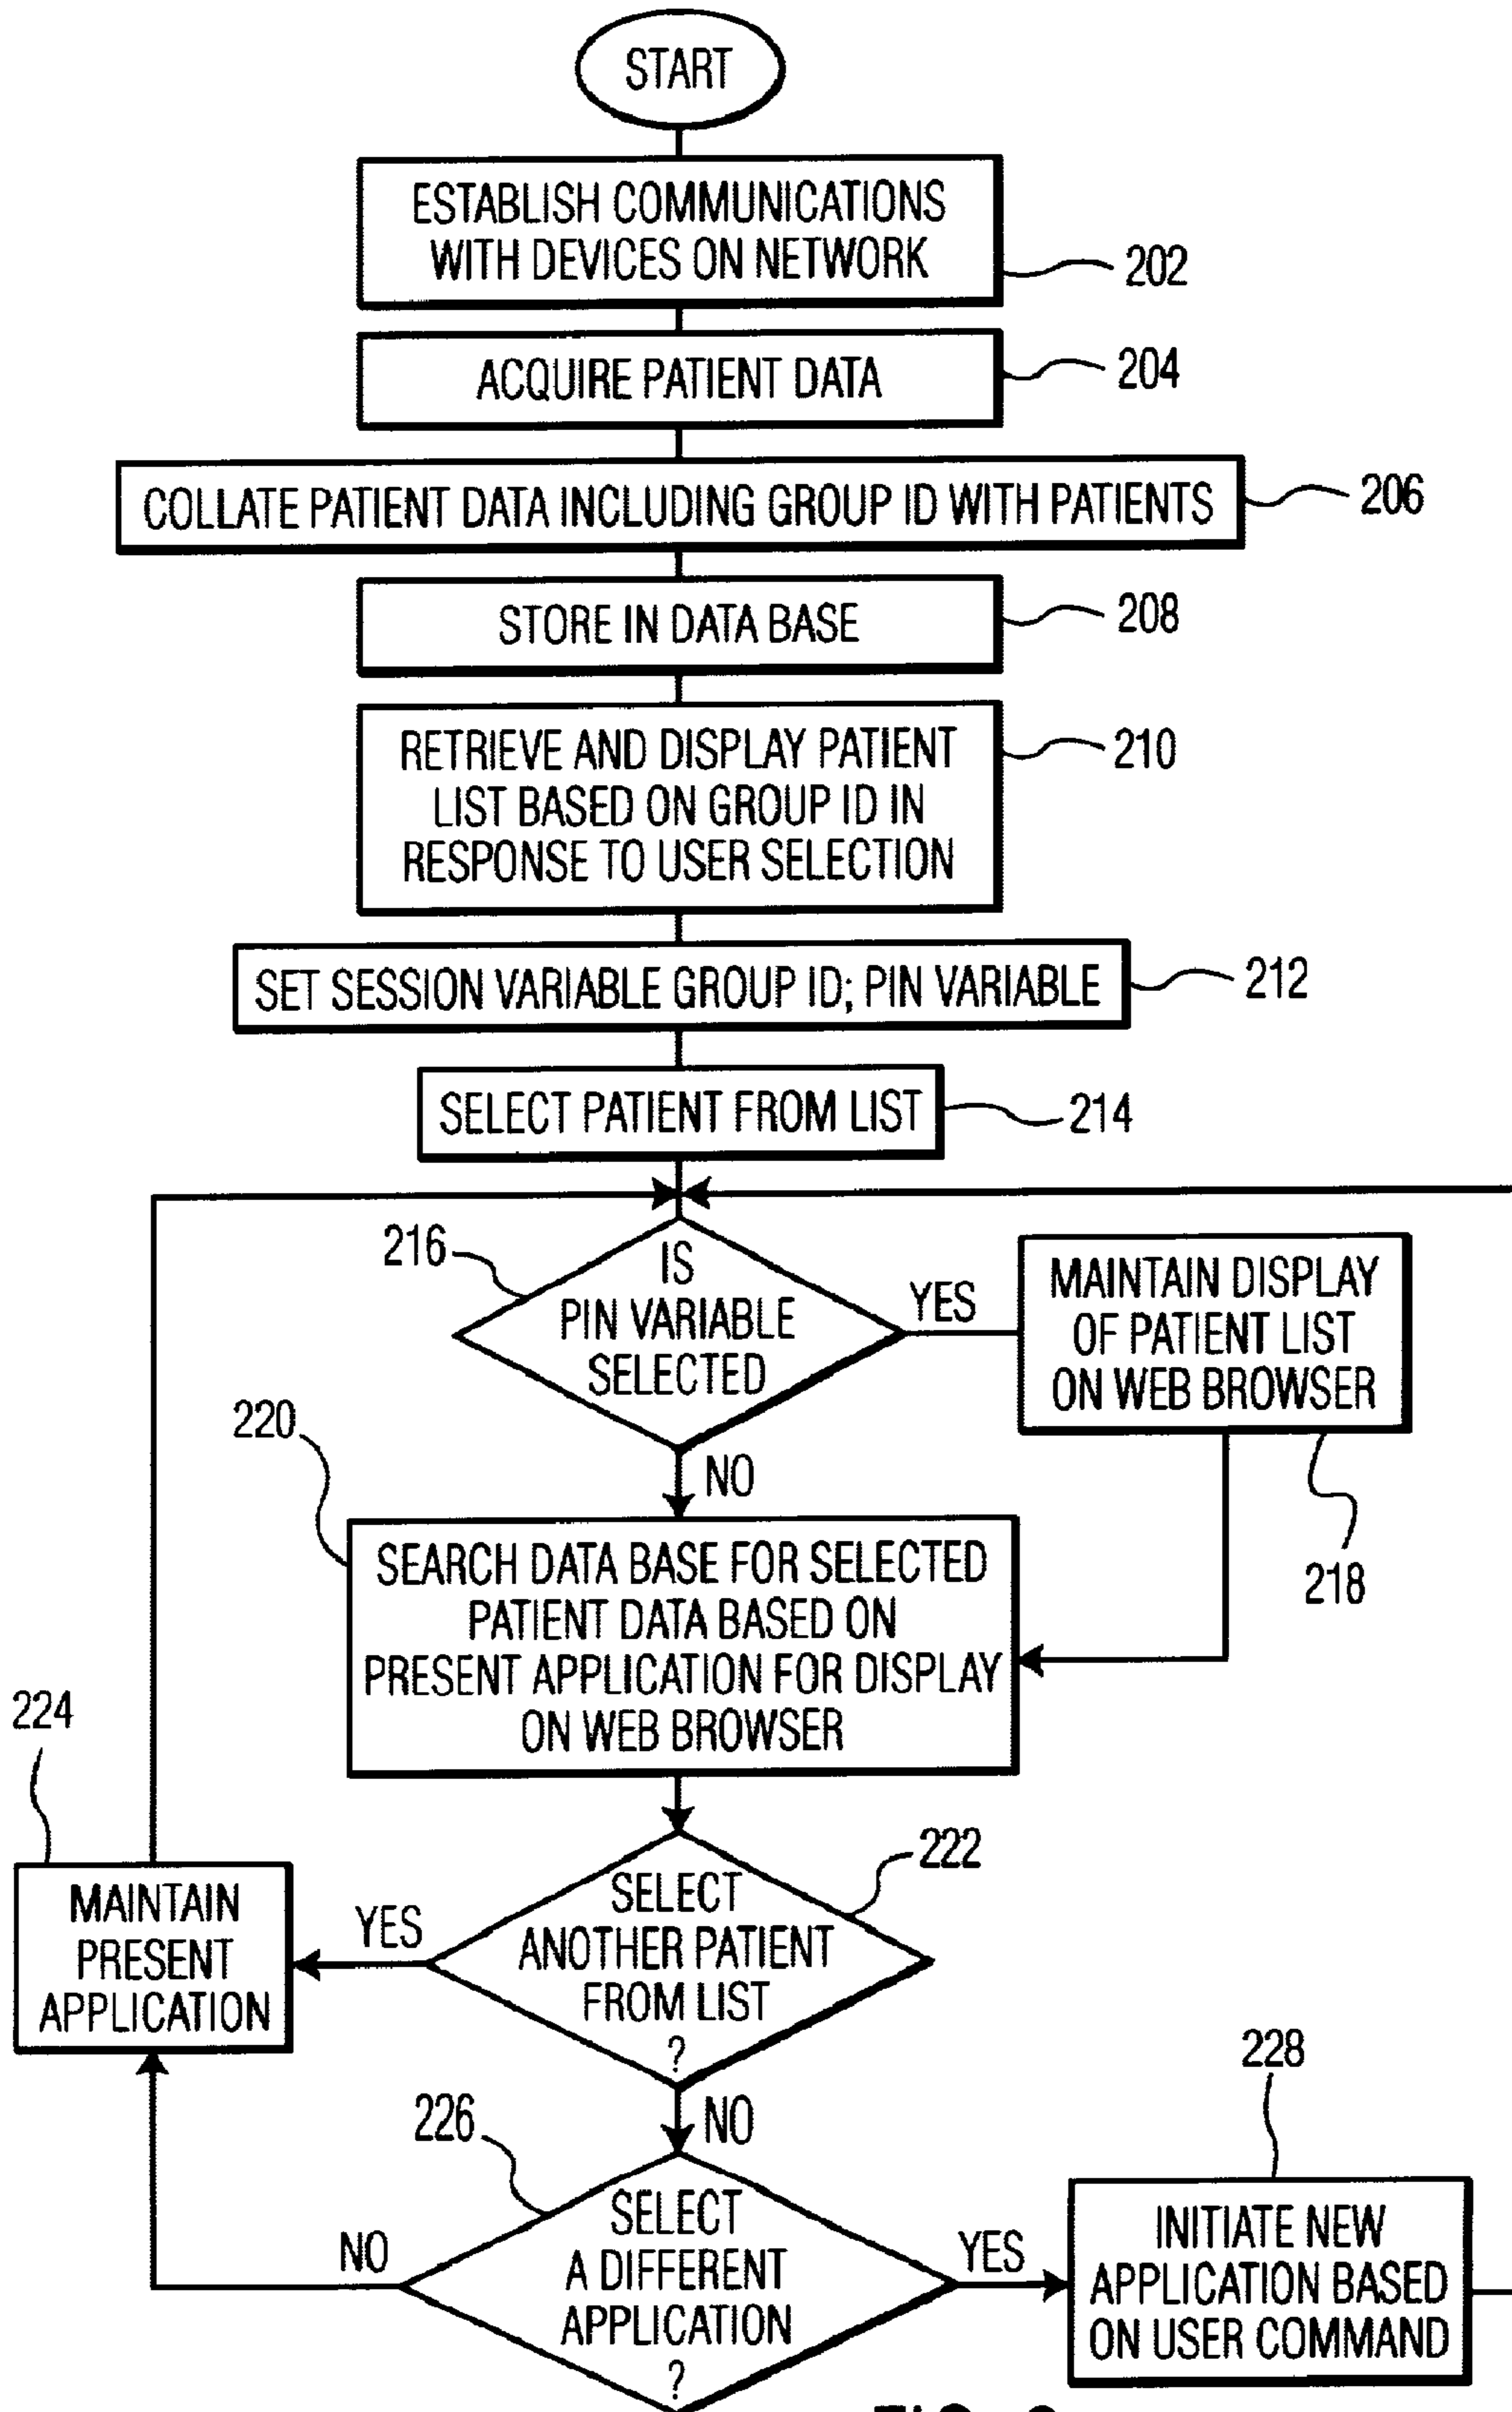 START
ESTABLISH COMMUNICATIONS
WITH DEVICES ON NETWORK
202
ACQUIRE PATIENT DATA
204
COLLATE PATIENT DATA INCLUDING GROUP ID WITH PATIENTS
206
STORE IN DATA BASE
208
RETRIEVE AND DISPLAY PATIENT
LIST BASED ON GROUP ID IN
RESPONSE TO USER SELECTION
210
SET SESSION VARIABLE GROUP ID; PIN VARIABLE
212
SELECT PATIENT FROM LIST
214
216
IS
PIN VARIABLE
SELECTED
YES
MAINTAIN DISPLAY
OF PATIENT LIST
ON WEB BROWSER
218
NO
220
SEARCH DATA BASE FOR SELECTED
PATIENT DATA BASED ON
PRESENT APPLICATION FOR DISPLAY
ON WEB BROWSER
224
MAINTAIN
PRESENT
APPLICATION
YES
222
SELECT
ANOTHER PATIENT
FROM LIST
?
NO
226
SELECT
A DIFFERENT
APPLICATION
?
NO
YES
228
INITIATE NEW
APPLICATION BASED
ON USER COMMAND